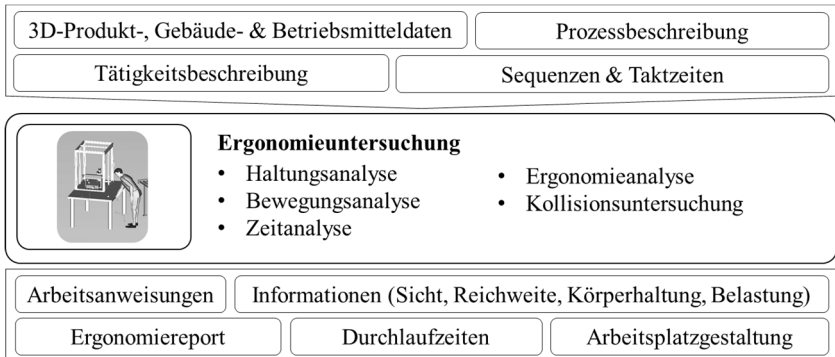 3D-Produkt-, Gebäude- & Betriebsmitteldaten
Prozessbeschreibung
Tätigkeitsbeschreibung
Sequenzen & Taktzeiten
Ergonomieuntersuchung
• Haltungsanalyse
• Bewegungsanalyse
• Zeitanalyse
• Ergonomieanalyse
• Kollisionsuntersuchung
Arbeitsanweisungen
Informationen (Sicht, Reichweite, Körperhaltung, Belastung)
Ergonomiereport
Durchlaufzeiten
Arbeitsplatzgestaltung